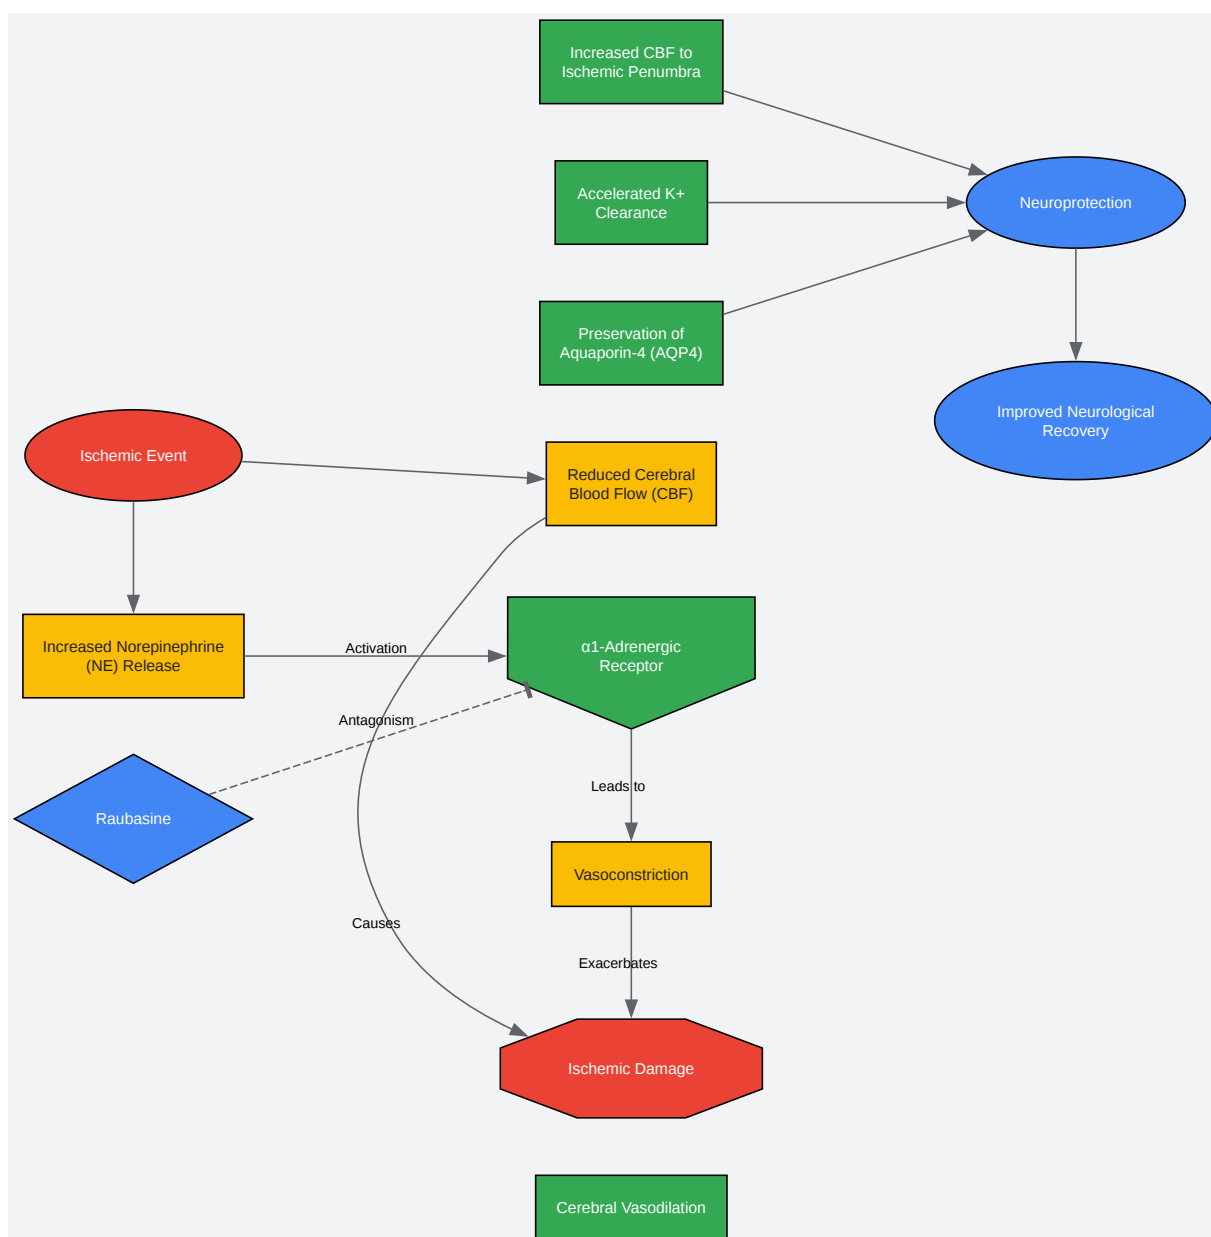 Increased CBF to
Ischemic Penumbra
Accelerated K+
Clearance
Neuroprotection
Preservation of
Aquaporin-4 (AQP4)
Improved Neurological
Recovery
Ischemic Event
Reduced Cerebral
Blood Flow (CBF)
Increased Norepinephrine
(NE) Release
Activation
α1-Adrenergic
Receptor
Antagonism
Raubasine
Leads to
Vasoconstriction
Causes
Exacerbates
Ischemic Damage
Cerebral Vasodilation